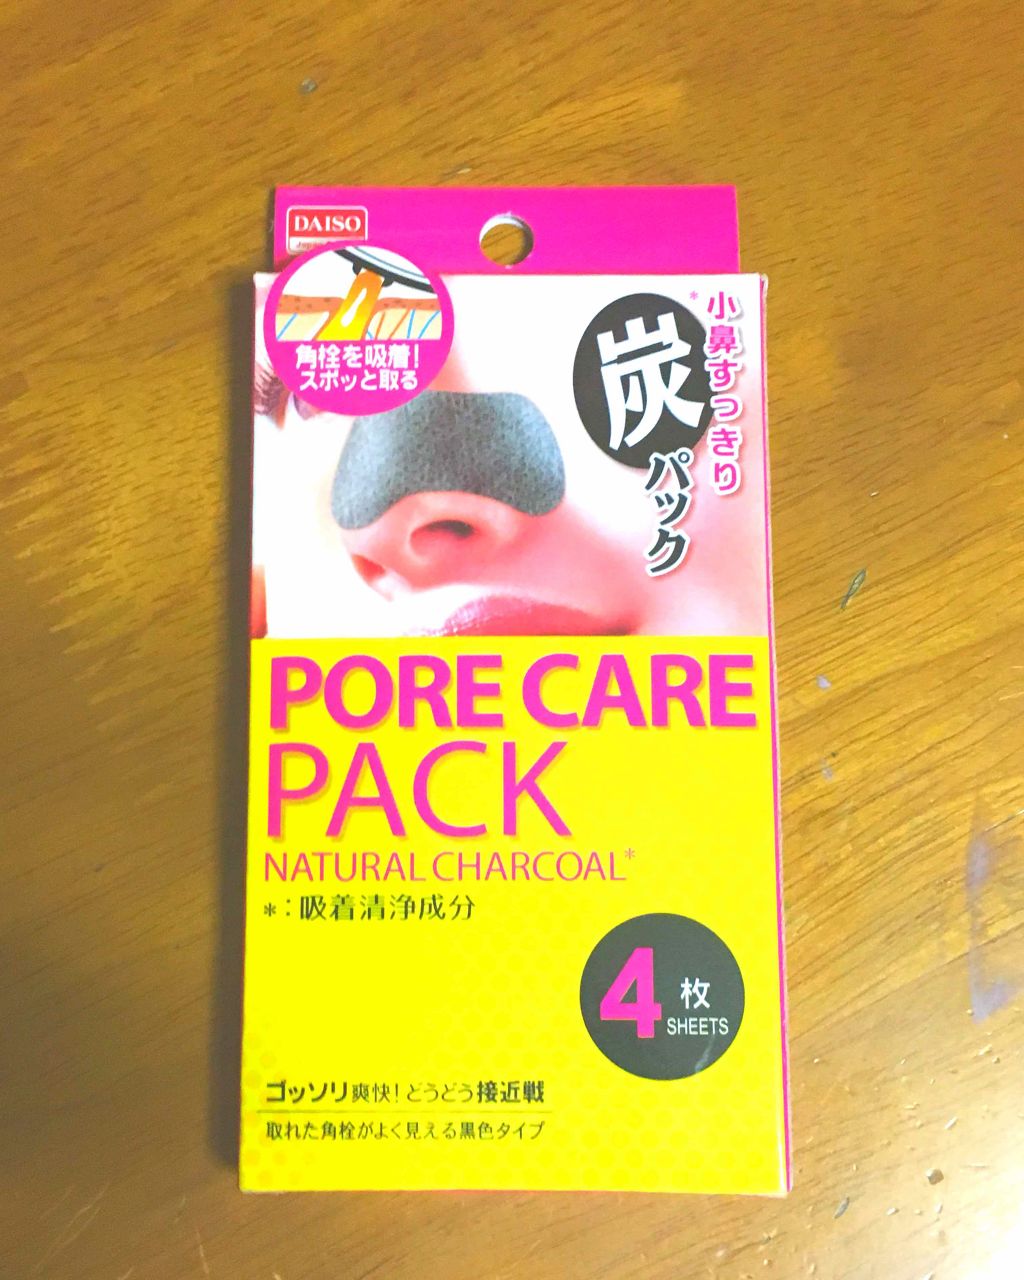 DAISO
Japan
角栓を吸着!
スポッと取る
*小鼻すっきり
炭パック
PORE CARE
PACK
NATURAL CHARCOAL*
*:吸着清浄成分
4枚
SHEETS
ゴッソリ爽快!どうどう接近戦
取れた角栓がよく見える黒色タイプ